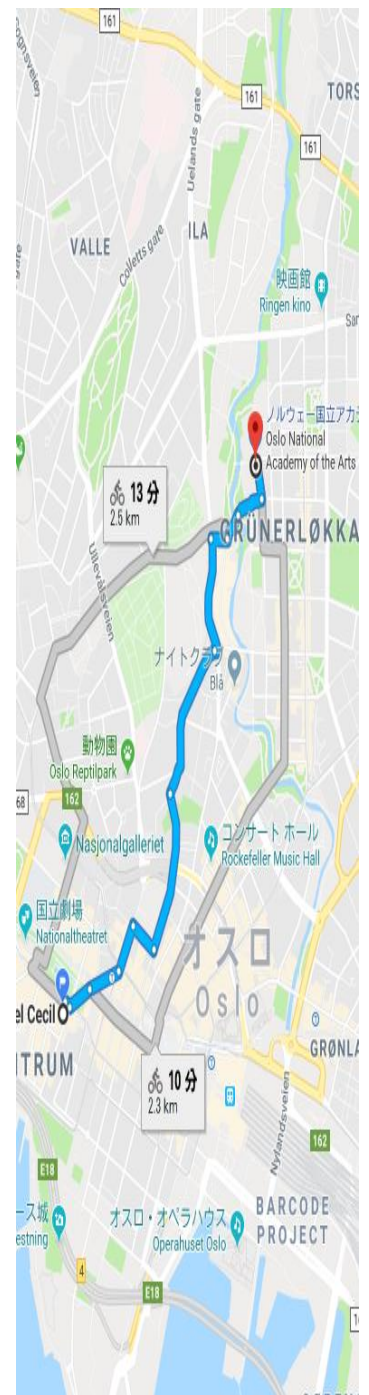 161
ognsveien
TORS
161
161
Uelands gate
ILA
VALLE
Colletts gate
映画館
Ringen kino
ノルウェー国立アカデ
Oslo National
Academy of the Arts
13 分
2.5 km
GRÜNERLØKKA
Ullevålsveien
ナイトクラブ
Blå
動物園
Oslo Reptilpark
68
162
Nasjonalgalleriet
コンサート ホール
Rockefeller Music Hall
国立劇場
Nationaltheatret
オスロ
Oslo
el Cecil
NTRUM
10 分
2.3 km
GRØNLA
Nylandsveien
162
E18
BARCODE
PROJECT
ース城
estning
オスロ・オペラハウス
Operahuset Oslo
4
E18